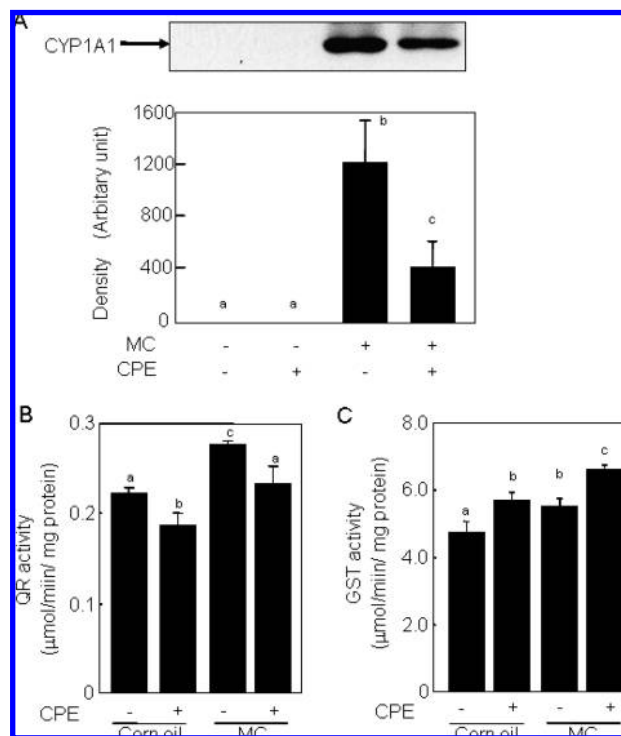 A
CYP1A1
Density (Arbitary unit)
1600
1200
800
400
0
a a b c
MC - - + +
CPE - + - +
B
QR activity
(µmol/miin/ mg protein)
0.3
0.2
0.1
0
a b c a
CPE - + - +
Corn oil MC
C
GST activity
(µmol/miin/ mg protein)
8.0
6.0
4.0
2.0
0
a b b c
CPE - + - +
Corn oil MC